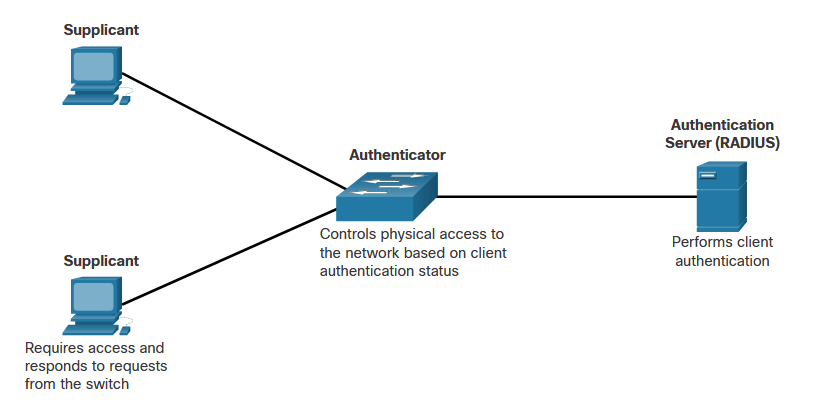 Supplicant
Authentication
Server (RADIUS)
Authenticator
Controls physical access to
the network based on client
authentication status
Performs client
authentication
Supplicant
Requires access and
responds to requests
from the switch